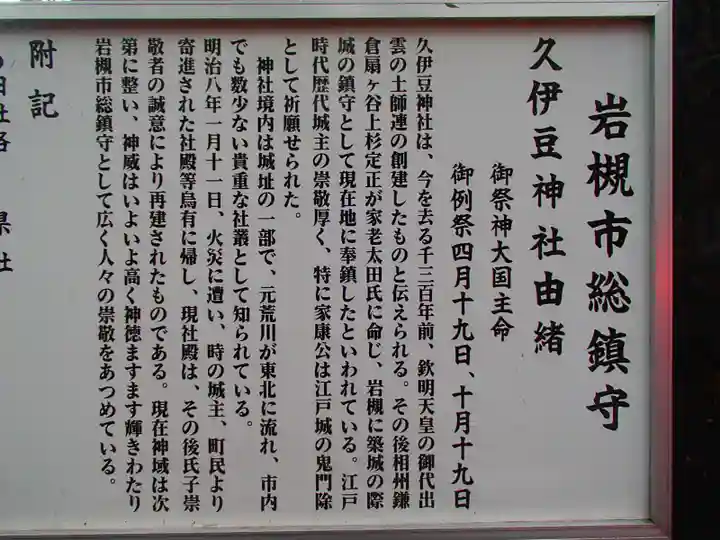 岩槻市総鎮守
久伊豆神社由緒
御祭神大国主命
御例祭四月十九日、十月十九日
久伊豆神社は、今を去る千三百年前、欽明天皇の御代出
雲の土師連の創建したものと伝えられる。その後相州鎌
倉扇ヶ谷上杉定正が家老太田氏に命じ、岩槻に築城の際
城の鎮守として現在地に奉鎮したといわれている。江戸
時代歴代城主の崇敬厚く、特に家康公は江戸城の鬼門除
として祈願せられた。
神社境内は城址の一部で、元荒川が東北に流れ、市内
でも数少ない貴重な社叢として知られている。
明治八年一月十一日、火災に遭い、時の城主、町民より
寄進された社殿等烏有に帰し、現社殿は、その後氏子崇
敬者の誠意により再建されたものである。現在神域は次
第に整い、神威はいよいよ高く神徳ますます輝きわたり
岩槻市総鎮守として広く人々の崇敬をあつめている。
附記
旧社格 県社